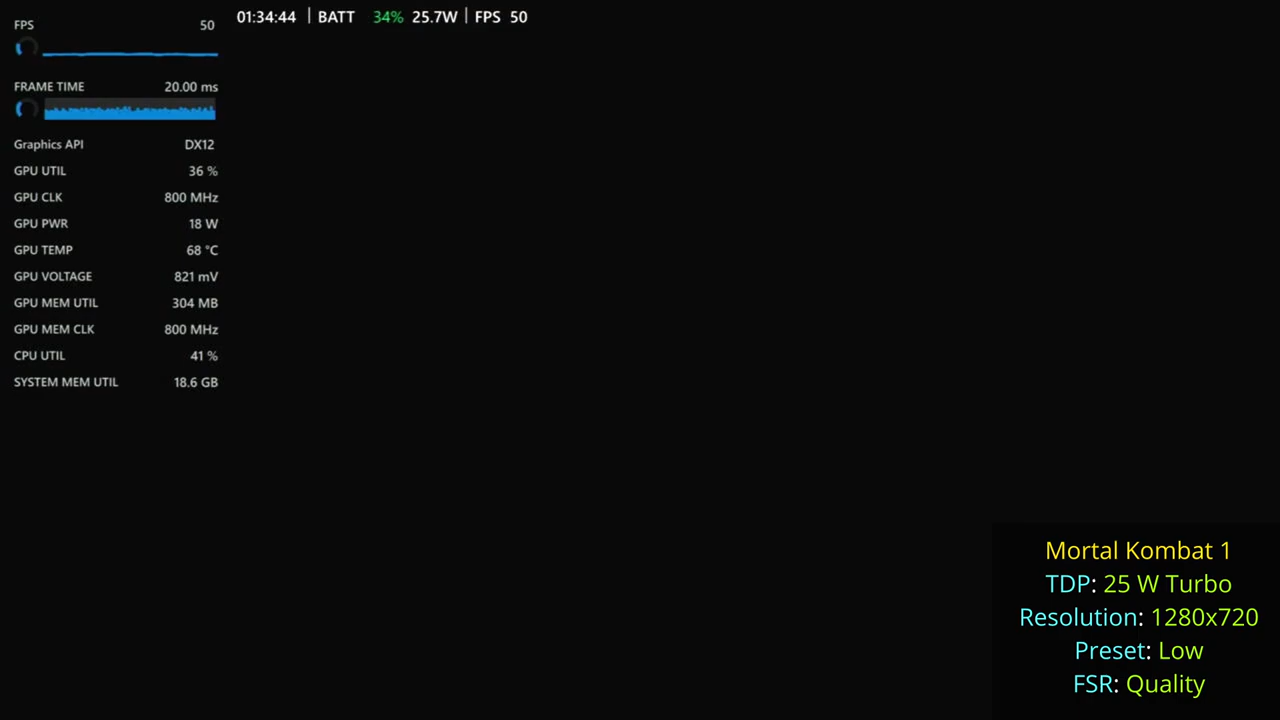 01:34:44 | BATT 34% 25.7W | FPS 50
FPS 50
FRAME TIME 20.00 ms
Graphics API DX12
GPU UTIL 36 %
GPU CLK 800 MHz
GPU PWR 18 W
GPU TEMP 68 °C
GPU VOLTAGE 821 mV
GPU MEM UTIL 304 MB
GPU MEM CLK 800 MHz
CPU UTIL 41 %
SYSTEM MEM UTIL 18.6 GB
Mortal Kombat 1
TDP: 25 W Turbo
Resolution: 1280x720
Preset: Low
FSR: Quality